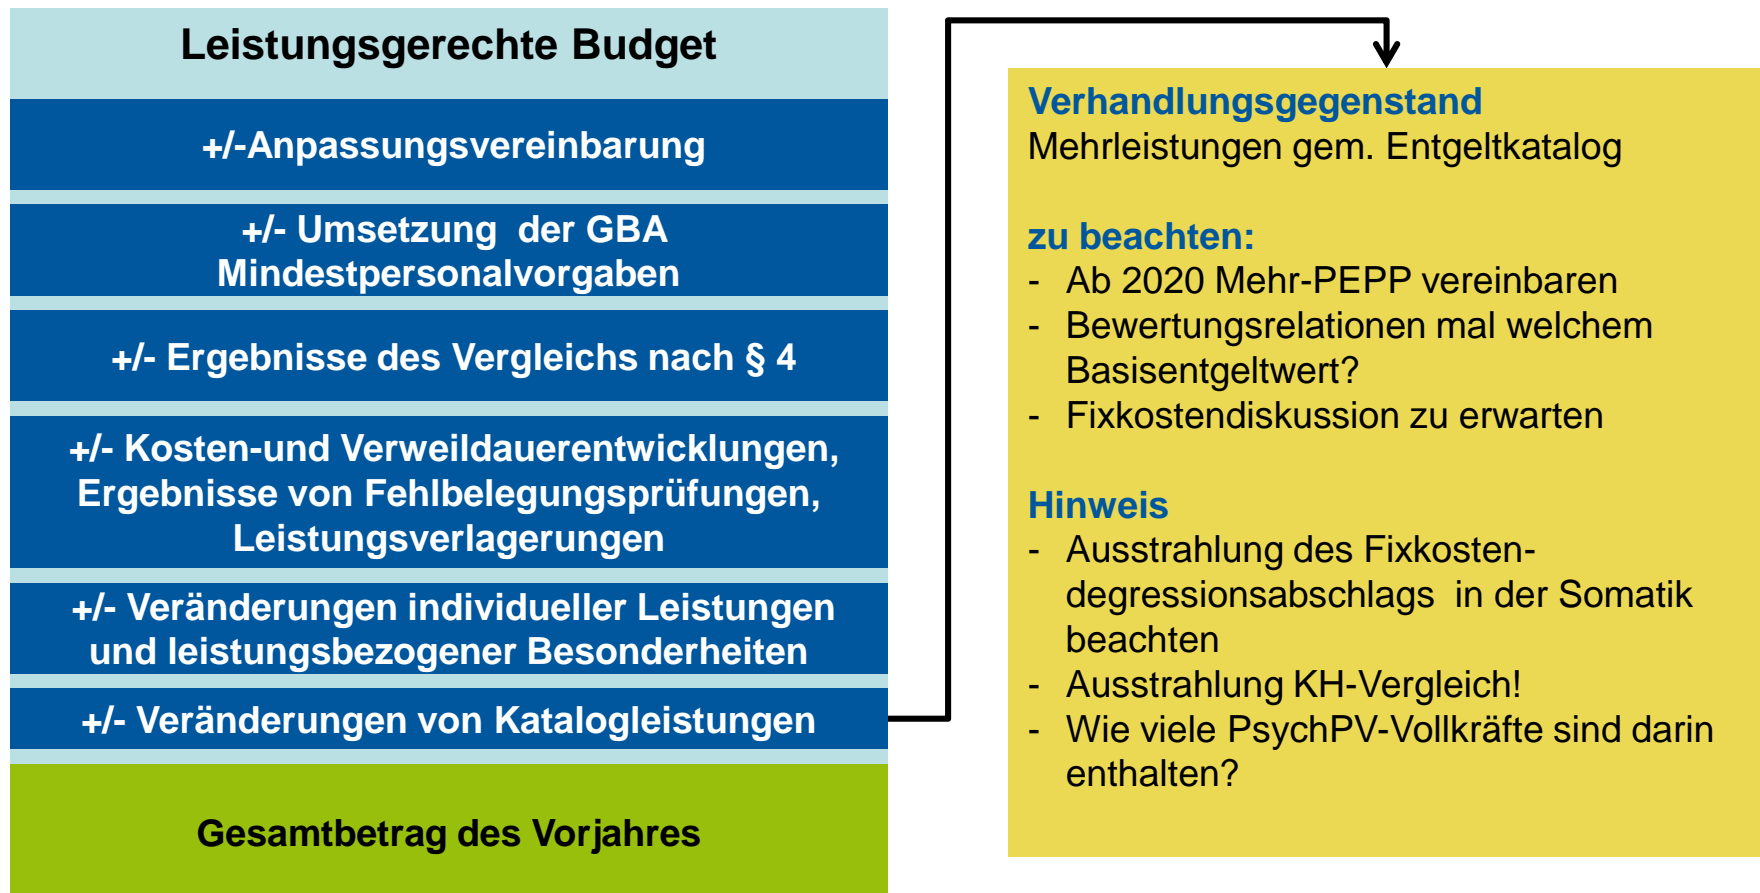 Leistungsgerechte Budget
+/-Anpassungsvereinbarung
+/- Umsetzung der GBA
Mindestpersonalvorgaben
+/- Ergebnisse des Vergleichs nach § 4
+/- Kosten-und Verweildauerentwicklungen,
Ergebnisse von Fehlbelegungsprüfungen,
Leistungsverlagerungen
+/- Veränderungen individueller Leistungen
und leistungsbezogener Besonderheiten
+/- Veränderungen von Katalogleistungen
Gesamtbetrag des Vorjahres
Verhandlungsgegenstand
Mehrleistungen gem. Entgeltkatalog
zu beachten:
- Ab 2020 Mehr-PEPP vereinbaren
- Bewertungsrelationen mal welchem
Basisentgeltwert?
- Fixkostendiskussion zu erwarten
Hinweis
- Ausstrahlung des Fixkosten-
degressionsabschlags in der Somatik
beachten
- Ausstrahlung KH-Vergleich!
- Wie viele PsychPV-Vollkräfte sind darin
enthalten?